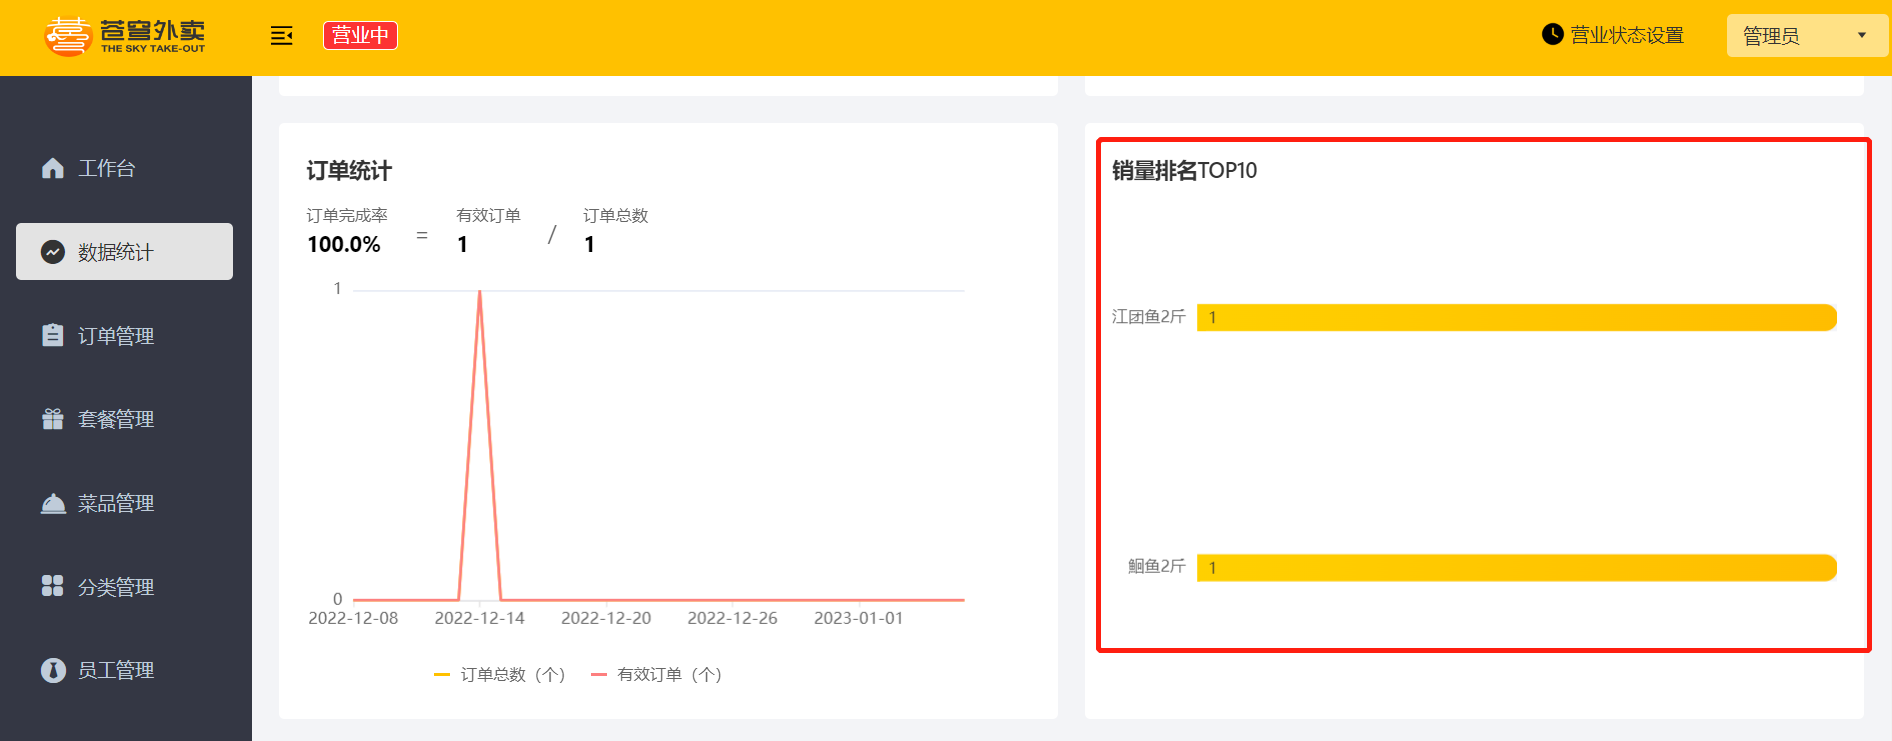 苍穹外卖
THE SKY TAKE-OUT
营业中
营业状态设置
管理员
工作台
数据统计
订单管理
套餐管理
菜品管理
分类管理
员工管理
订单统计
订单完成率 有效订单 订单总数
100.0% = 1 / 1
1
0
2022-12-08 2022-12-14 2022-12-20 2022-12-26 2023-01-01
订单总数（个） 有效订单（个）
销量排名TOP10
江团鱼2斤 1
鮰鱼2斤 1